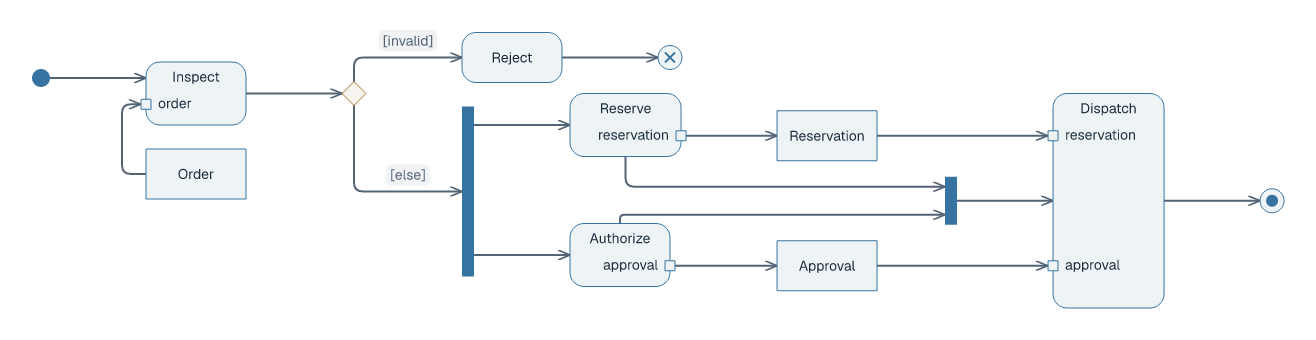 [invalid]
Reject
Inspect
order
Order
[else]
Reserve
reservation
Reservation
Authorize
approval
Approval
Dispatch
reservation
approval